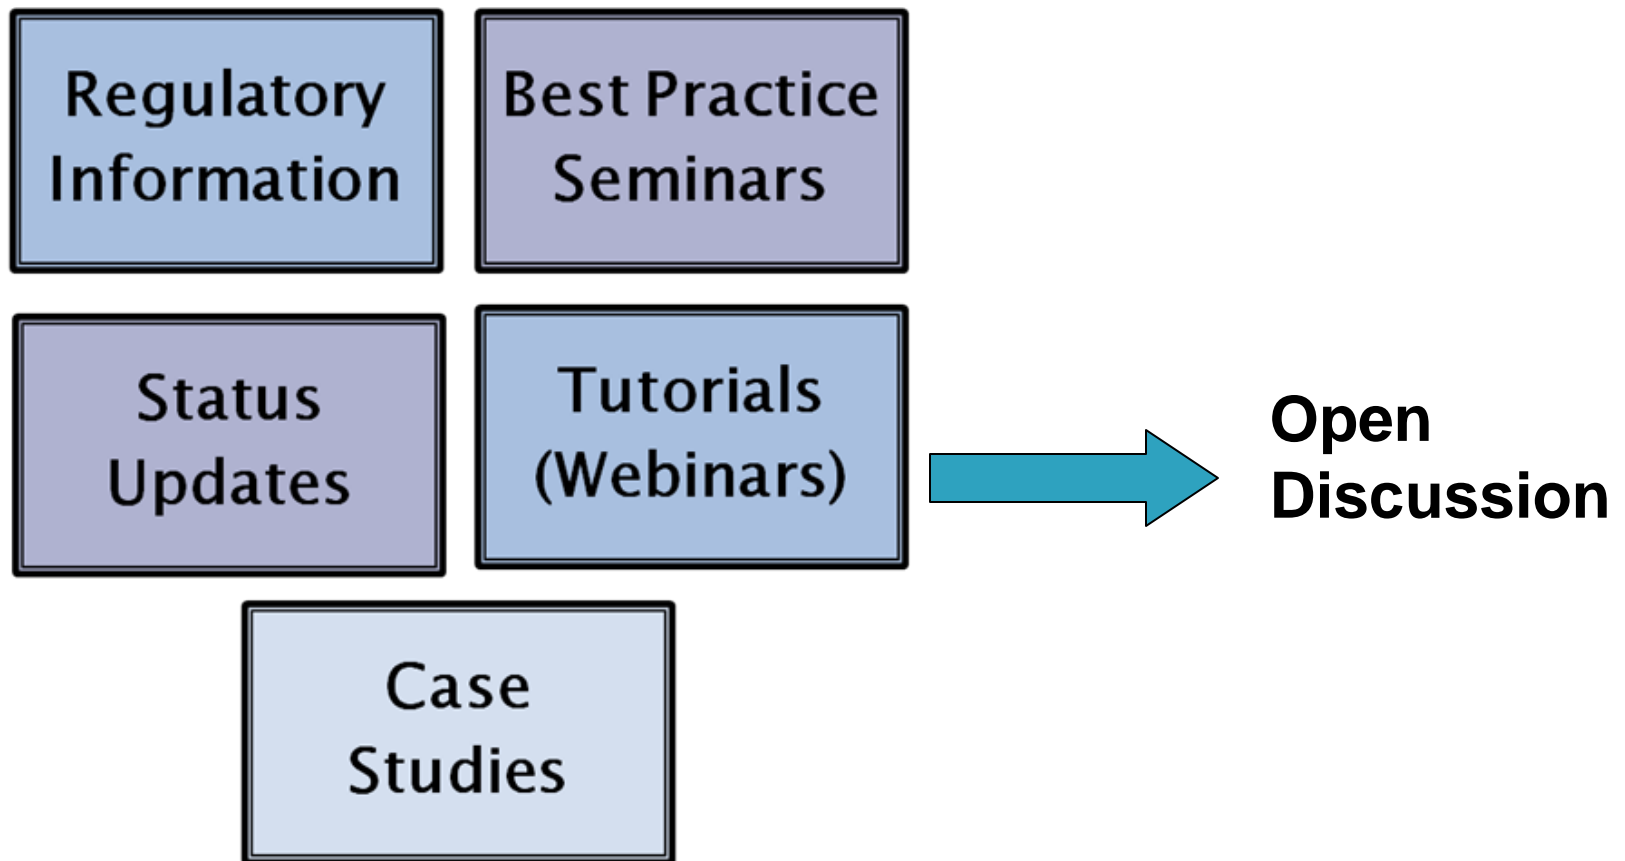 Regulatory
Information
Best Practice
Seminars
Status
Updates
Tutorials
(Webinars)
Open
Discussion
Case
Studies